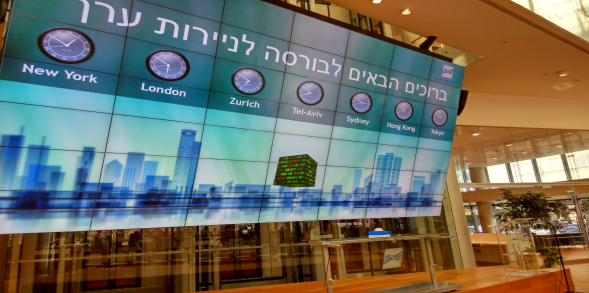 ברוכים הבאים לבורסה לניירות ערך
New York
London
Zurich
Tel-Aviv
Sydney
Hong Kong
Tokyo